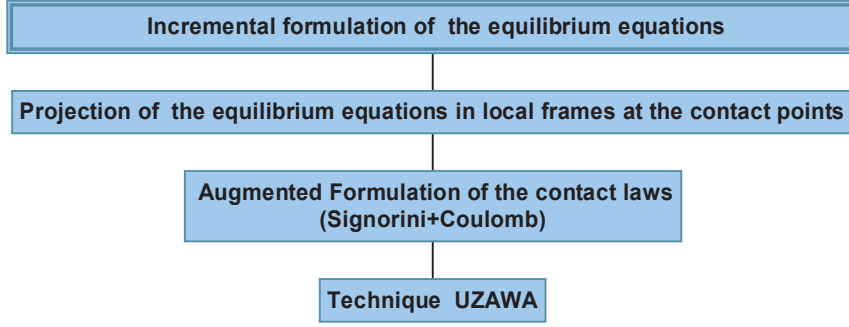 Incremental formulation of the equilibrium equations
Projection of the equilibrium equations in local frames at the contact points
Augmented Formulation of the contact laws
(Signorini+Coulomb)
Technique UZAWA